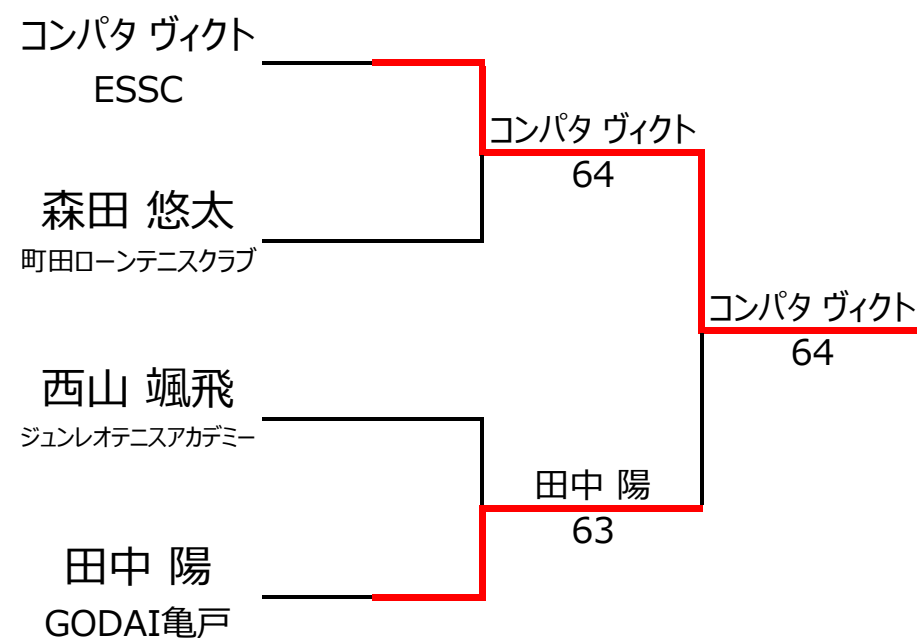 コンパタ ヴィクト
ESSC
コンパタ ヴィクト
64
森田 悠太
町田ローンテニスクラブ
コンパタ ヴィクト
64
西山 颯飛
ジュンレオテニスアカデミー
田中 陽
63
田中 陽
GODAI亀戸